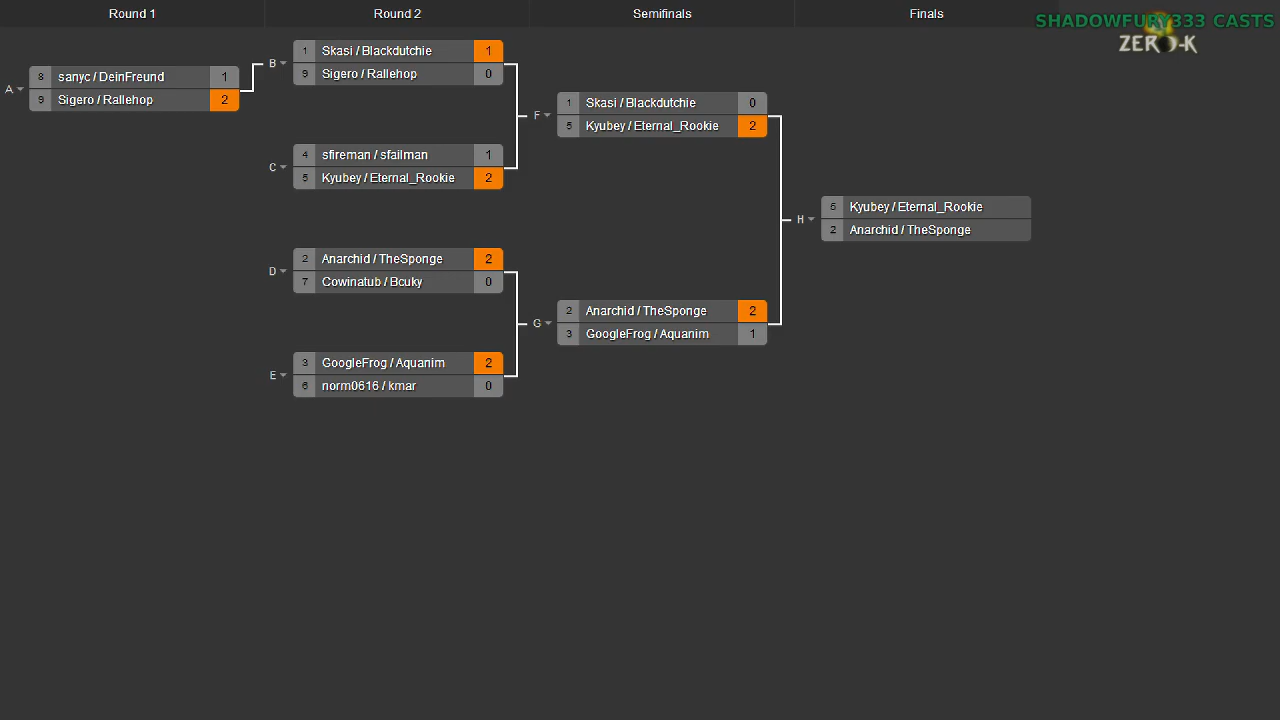 Round 1
Round 2
Semifinals
Finals
SHADOWFURY333 CASTS
ZERO-K
A
8 sanyc / DeinFreund 1
9 Sigero / Rallehop 2
B
1 Skasi / Blackdutchie 1
9 Sigero / Rallehop 0
C
4 sfireman / sfailman 1
5 Kyubey / Eternal_Rookie 2
D
2 Anarchid / TheSponge 2
7 Cowinatub / Bcuky 0
E
3 GoogleFrog / Aquanim 2
6 norm0616 / kmar 0
F
1 Skasi / Blackdutchie 0
5 Kyubey / Eternal_Rookie 2
G
2 Anarchid / TheSponge 2
3 GoogleFrog / Aquanim 1
H
5 Kyubey / Eternal_Rookie
2 Anarchid / TheSponge